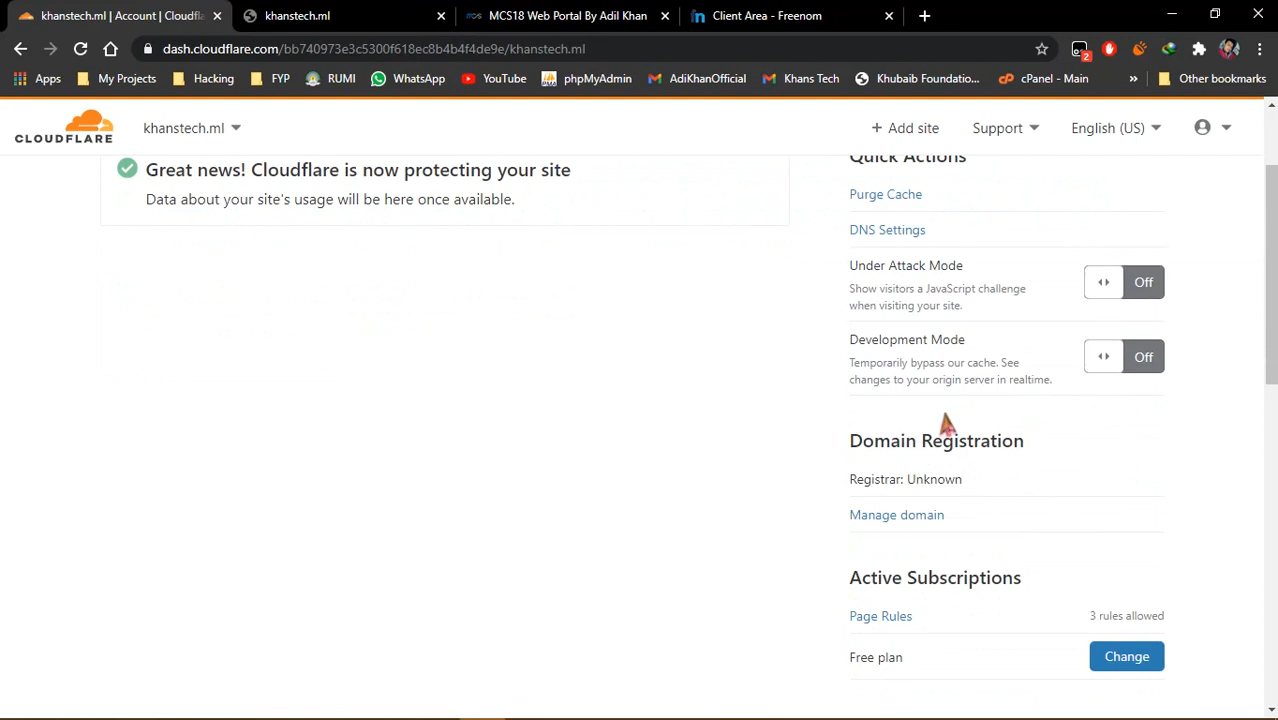 khanstech.ml | Account | Cloudfla
khanstech.ml
MCS18 Web Portal By Adil Khan
Client Area - Freenom
dash.cloudflare.com/bb740973e3c5300f618ec8b4b4f4de9e/khanstech.ml
2
Apps
My Projects
Hacking
FYP
RUMI
WhatsApp
YouTube
phpMyAdmin
AdiKhanOfficial
Khans Tech
Khubaib Foundatio...
cPanel - Main
Other bookmarks
CLOUDFLARE
khanstech.ml
Add site
Support
English (US)
Great news! Cloudflare is now protecting your site
Data about your site's usage will be here once available.
Quick Actions
Purge Cache
DNS Settings
Under Attack Mode
Show visitors a JavaScript challenge
when visiting your site.
Off
Development Mode
Temporarily bypass our cache. See
changes to your origin server in realtime.
Off
Domain Registration
Registrar: Unknown
Manage domain
Active Subscriptions
Page Rules
3 rules allowed
Free plan
Change